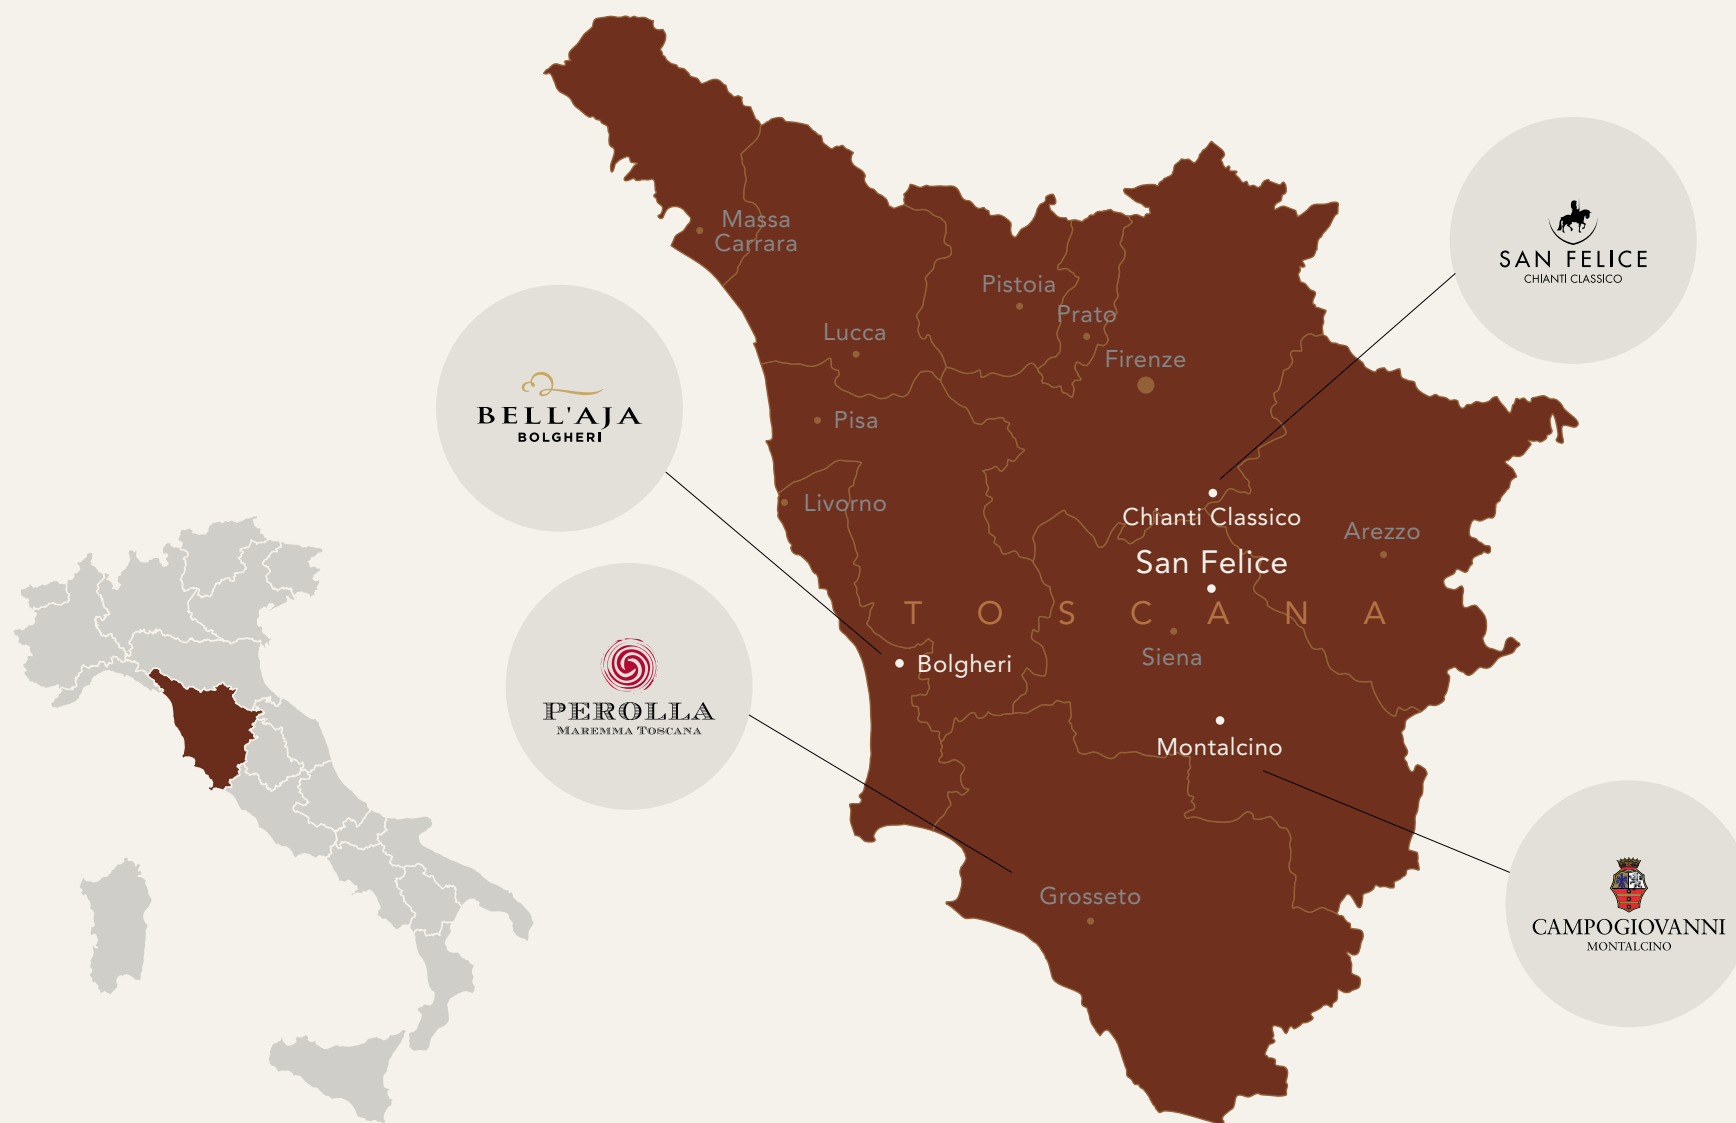 Massa
Carrara
Pistoia
Prato
Lucca
Firenze
Pisa
Livorno
Chianti Classico
San Felice
Arezzo
TOSCANA
Siena
Bolgheri
Montalcino
Grosseto
SAN FELICE
CHIANTI CLASSICO
BELL'AJA
BOLGHERI
PEROLLA
MAREMMA TOSCANA
CAMPOGIOVANNI
MONTALCINO